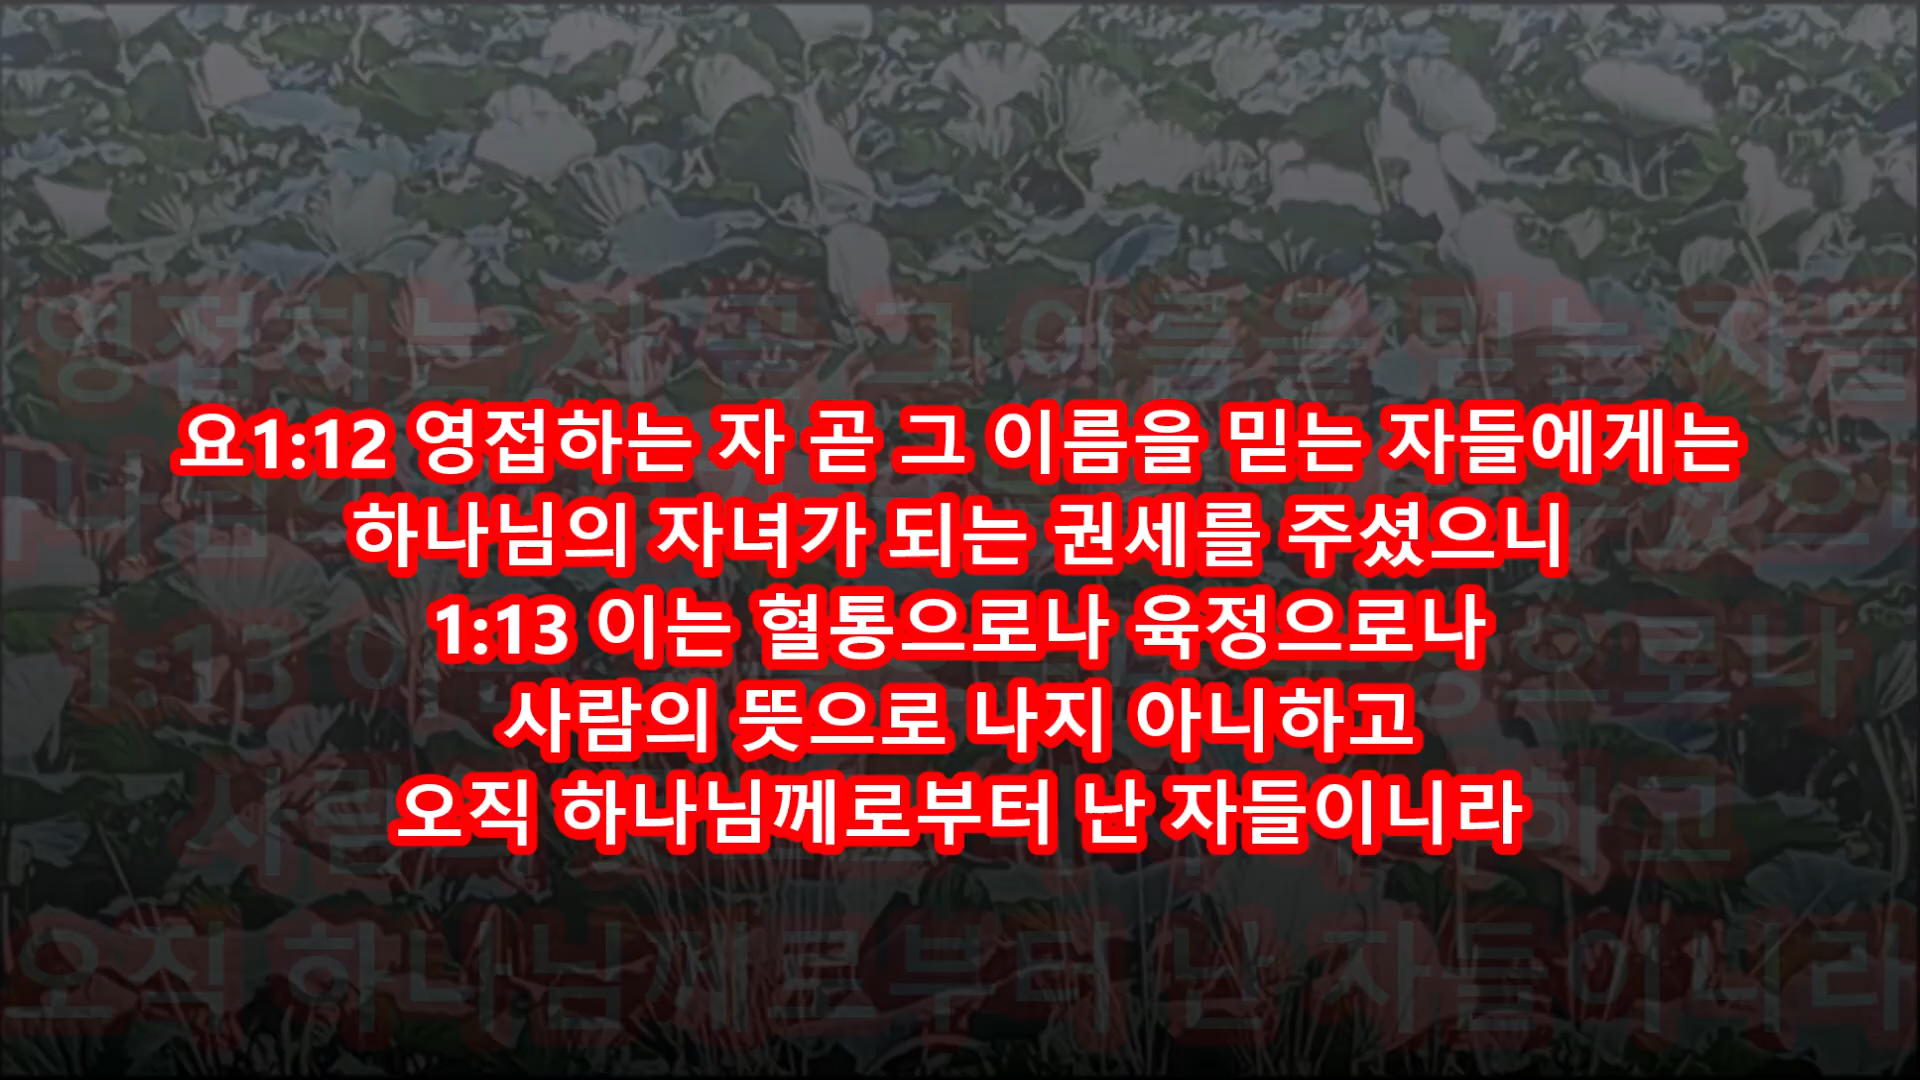 요1:12 영접하는 자 곧 그 이름을 믿는 자들에게는
하나님의 자녀가 되는 권세를 주셨으니
1:13 이는 혈통으로나 육정으로나
사람의 뜻으로 나지 아니하고
오직 하나님께로부터 난 자들이니라